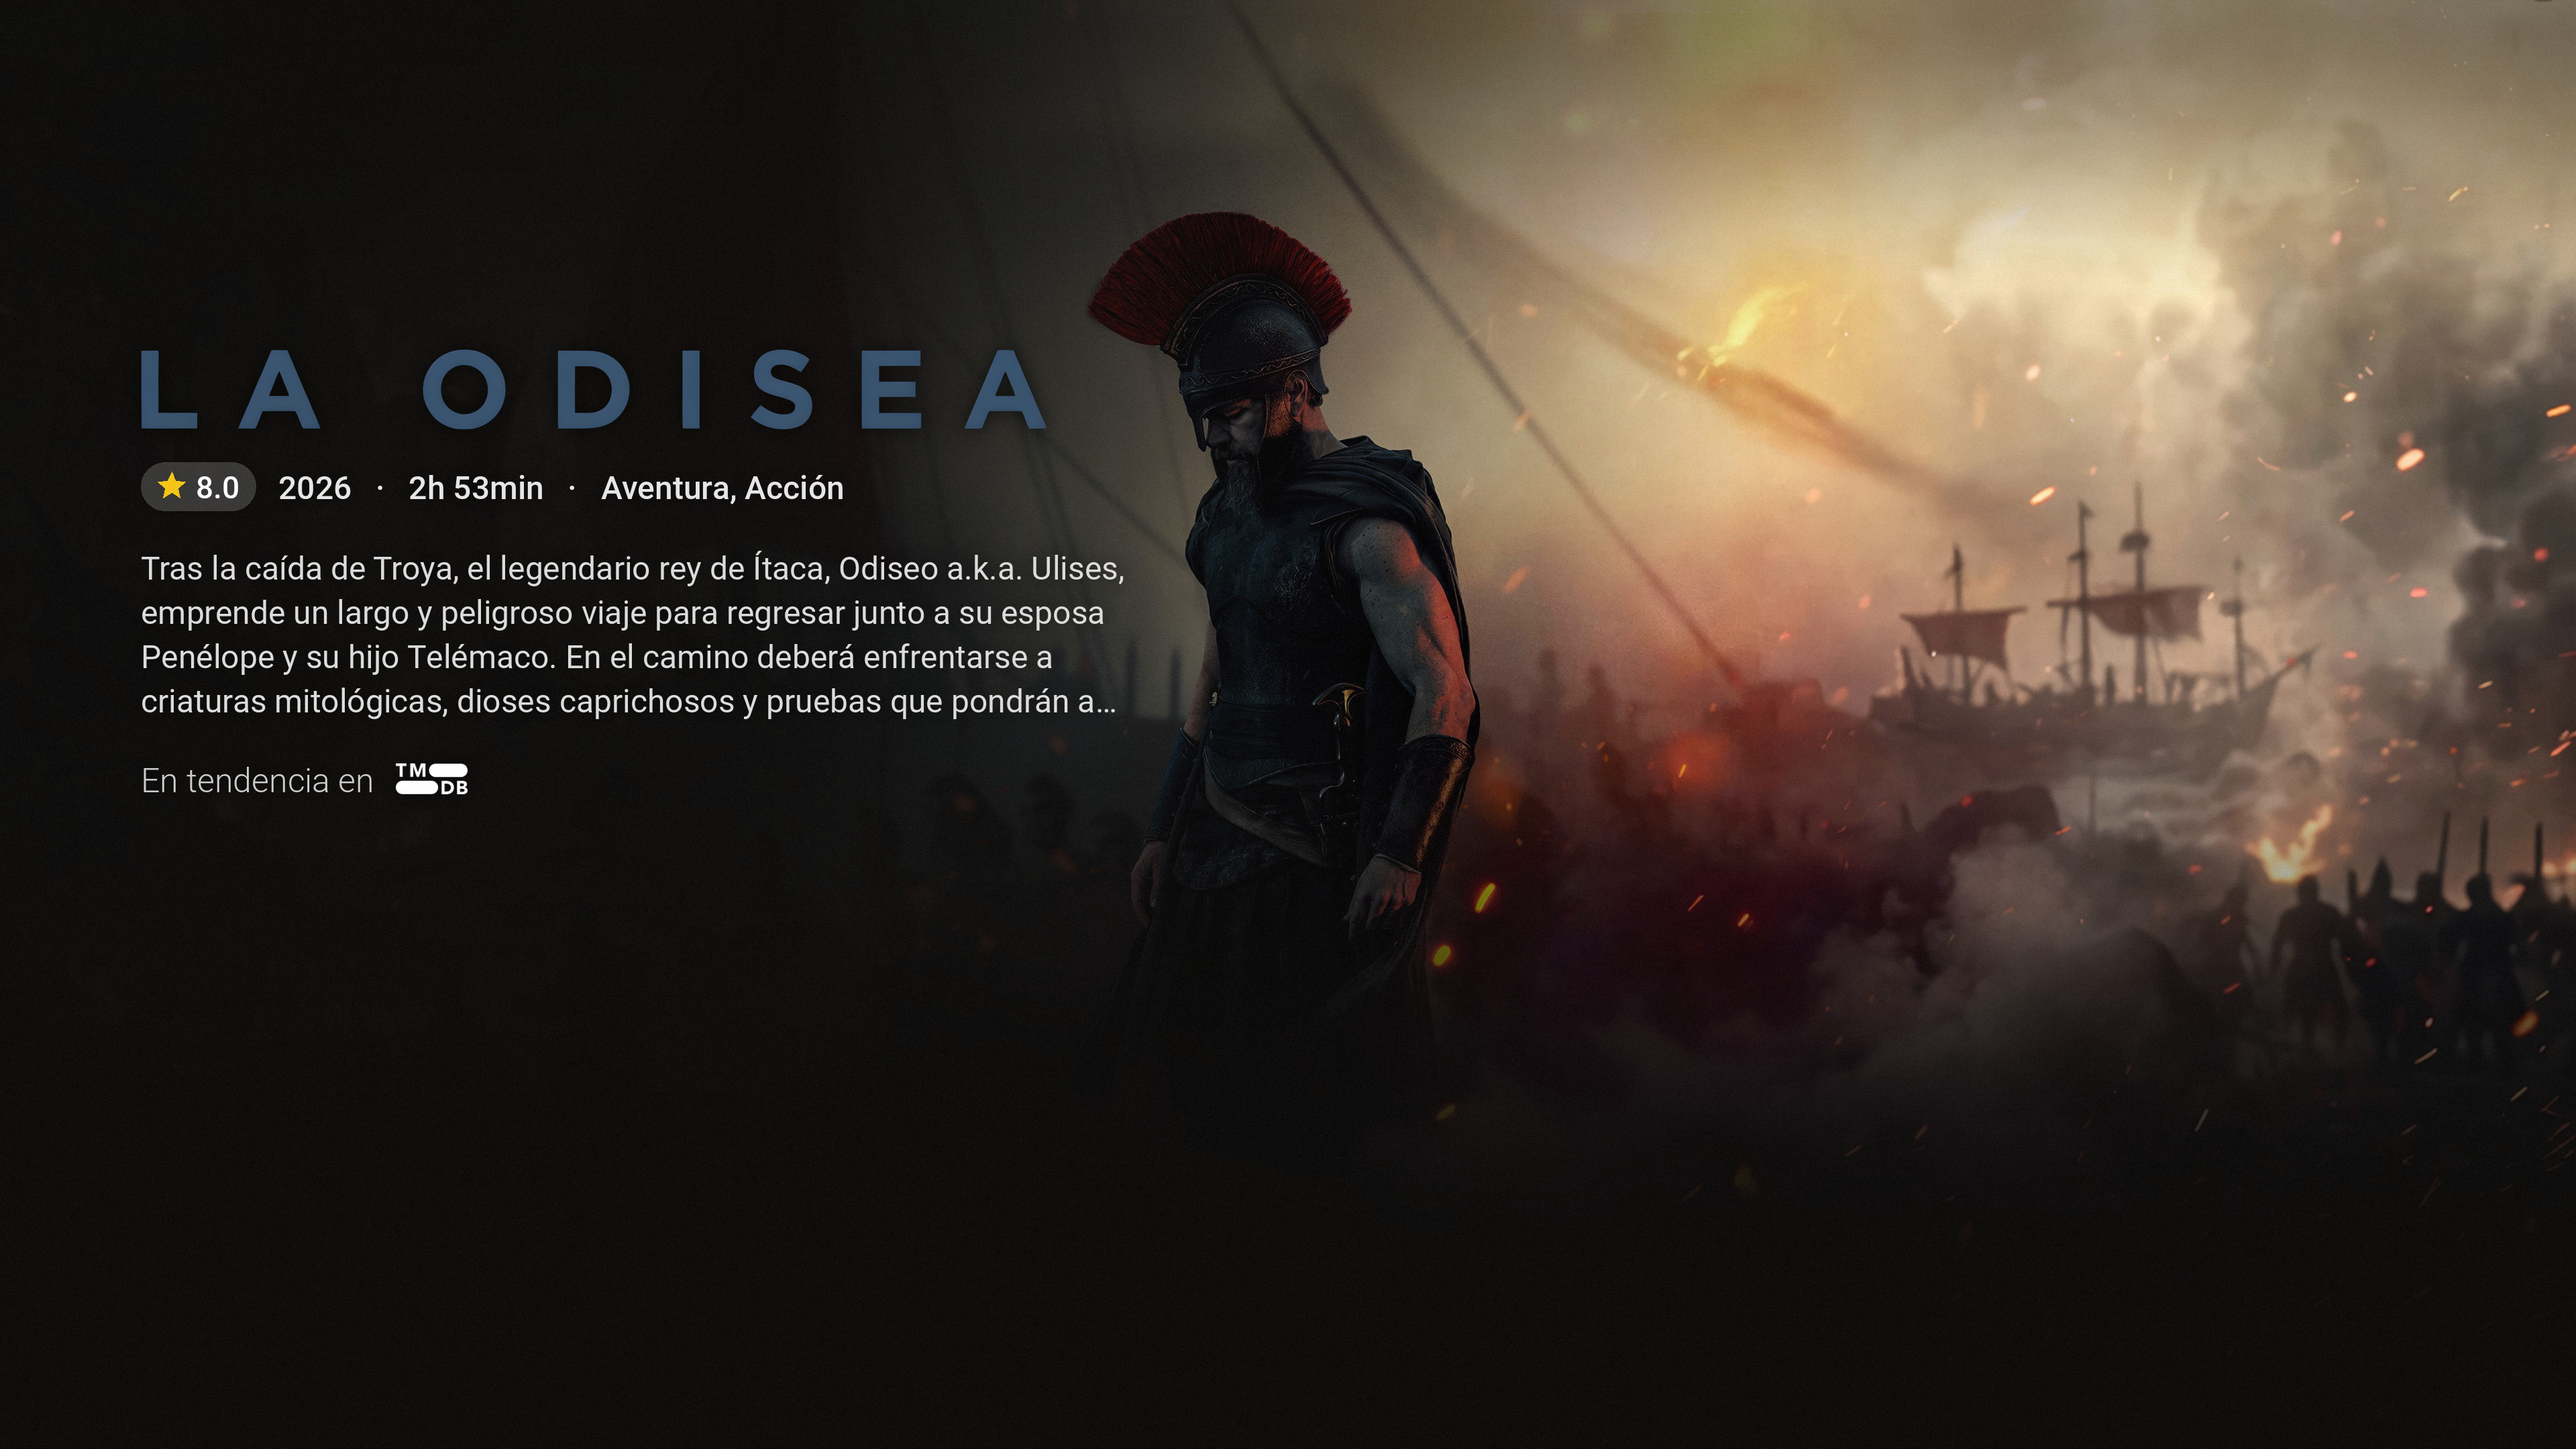 LA ODISEA
8.0 2026 · 2h 53min · Aventura, Acción
Tras la caída de Troya, el legendario rey de Ítaca, Odiseo a.k.a. Ulises,
emprende un largo y peligroso viaje para regresar junto a su esposa
Penélope y su hijo Telémaco. En el camino deberá enfrentarse a
criaturas mitológicas, dioses caprichosos y pruebas que pondrán a...
En tendencia en TMDB